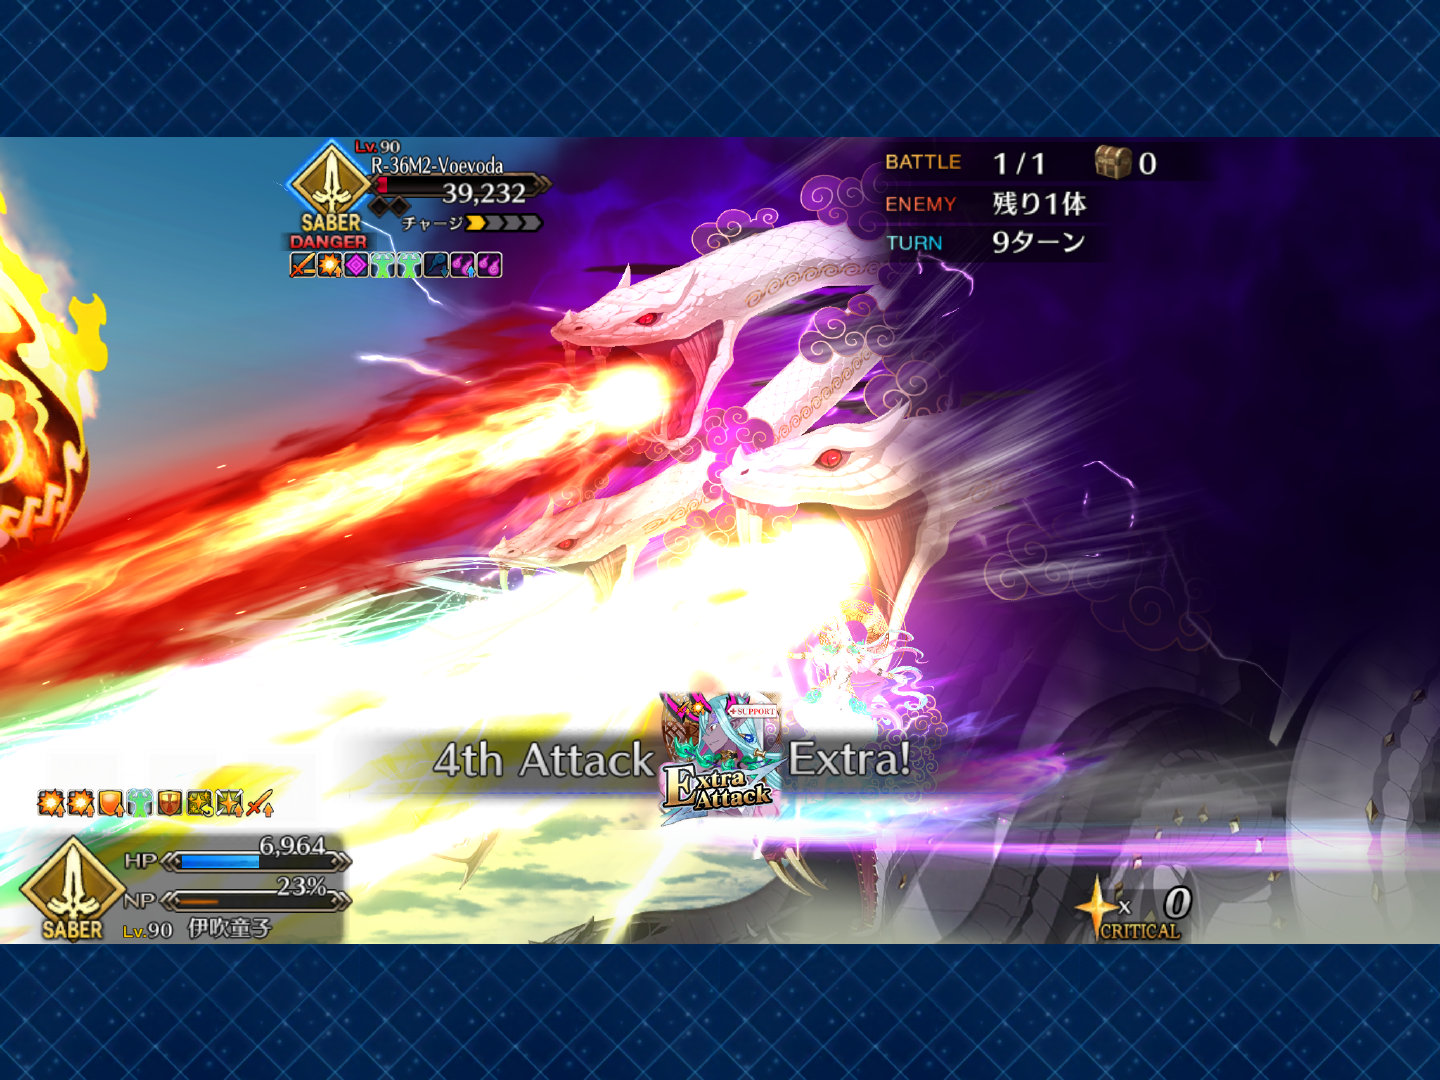 Lv.90
R-36M2-Voevoda
39,232
SABER
チャージ
DANGER
BATTLE 1/1 0
ENEMY 残り1体
TURN 9ターン
+SUPPORT
4th Attack Extra!
Extra
Attack
HP 6,964
NP 23%
SABER
Lv.90 伊吹童子
x 0
CRITICAL